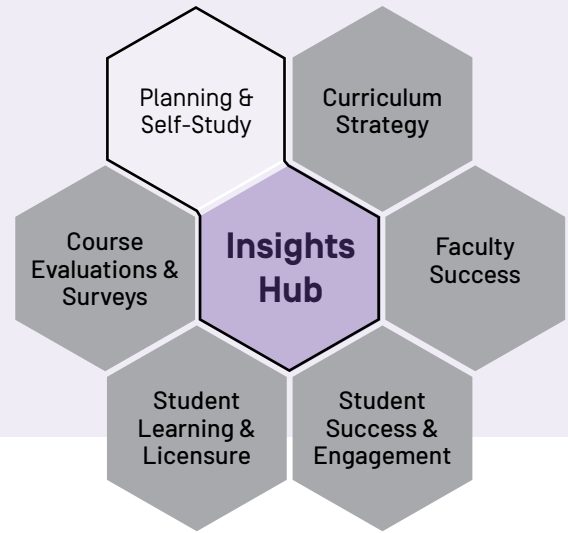 Planning &
Self-Study
Curriculum
Strategy
Course
Evaluations &
Surveys
Insights
Hub
Faculty
Success
Student
Learning &
Licensure
Student
Success &
Engagement